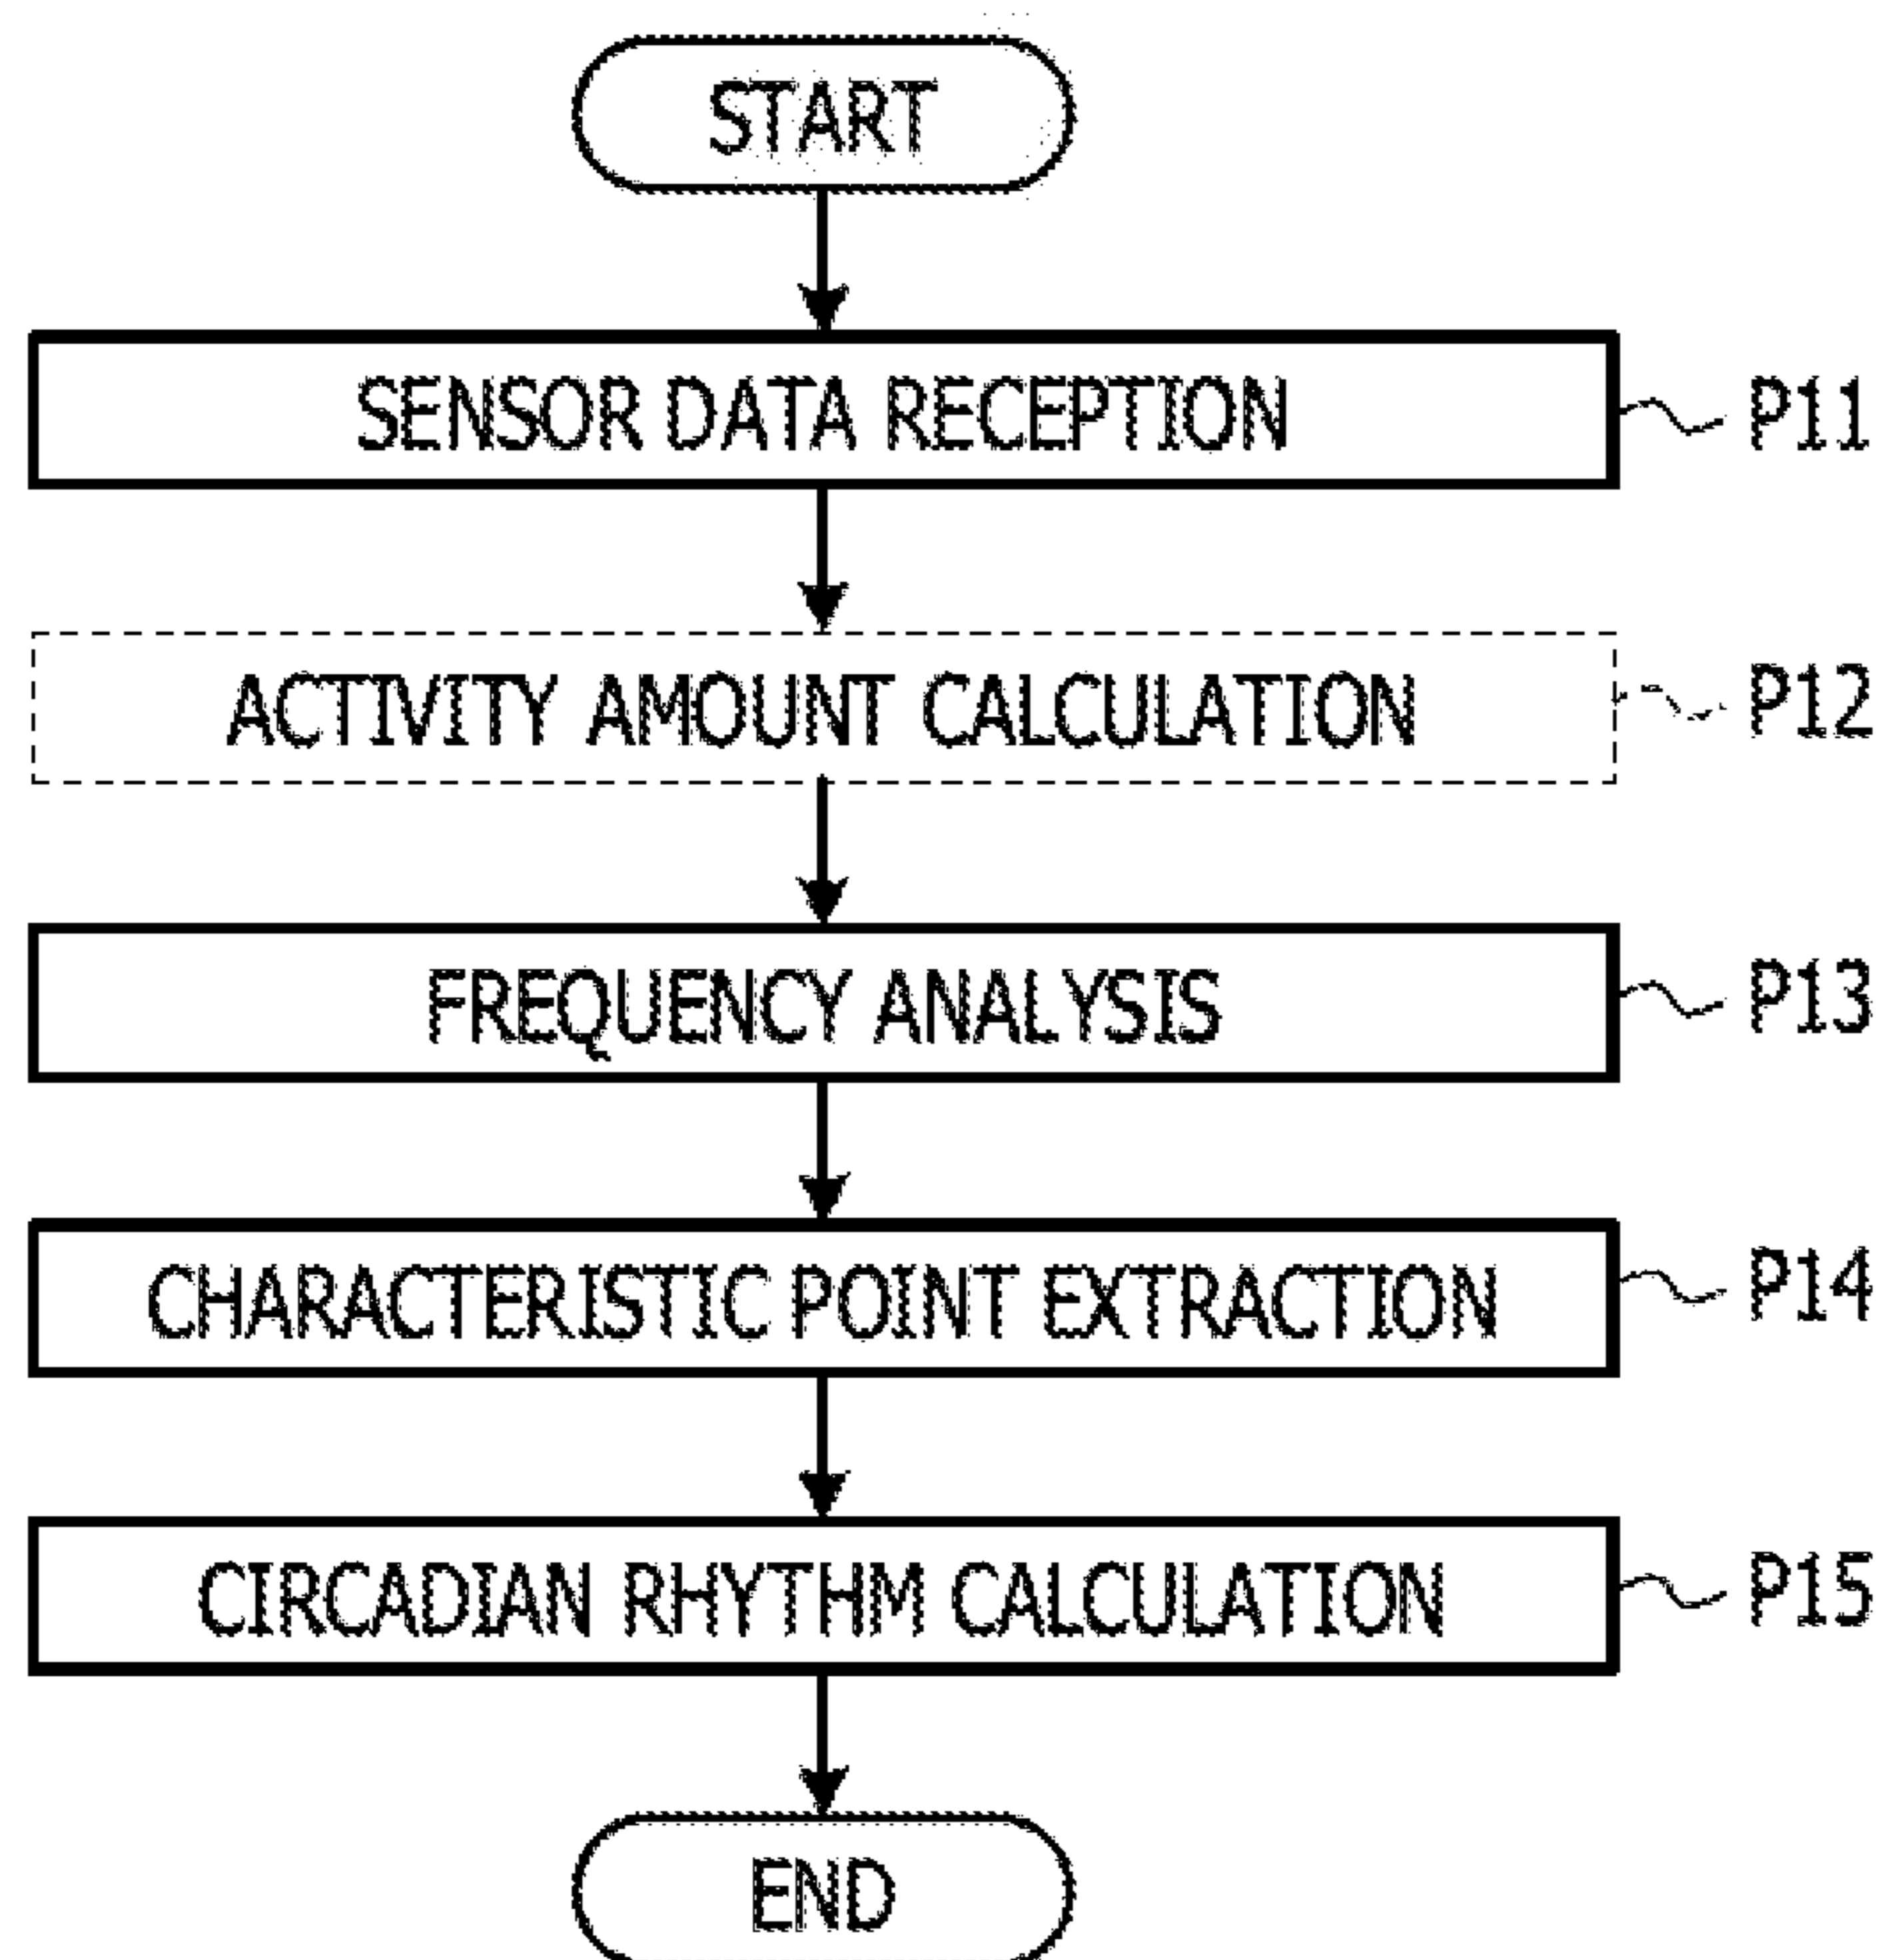 START
SENSOR DATA RECEPTION P11
ACTIVITY AMOUNT CALCULATION P12
FREQUENCY ANALYSIS P13
CHARACTERISTIC POINT EXTRACTION P14
CIRCADIAN RHYTHM CALCULATION P15
END